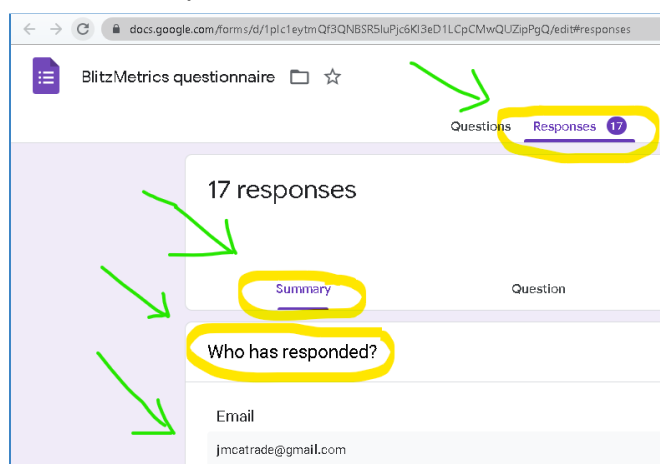 docs.google.com/forms/d/1plc1eytmQf3QNBSR5luPjc6Kl3eD1LCpCMwQUZipPgQ/edit#responses
BlitzMetrics questionnaire
Questions Responses 17
17 responses
Summary Question
Who has responded?
Email
jmcatrade@gmail.com